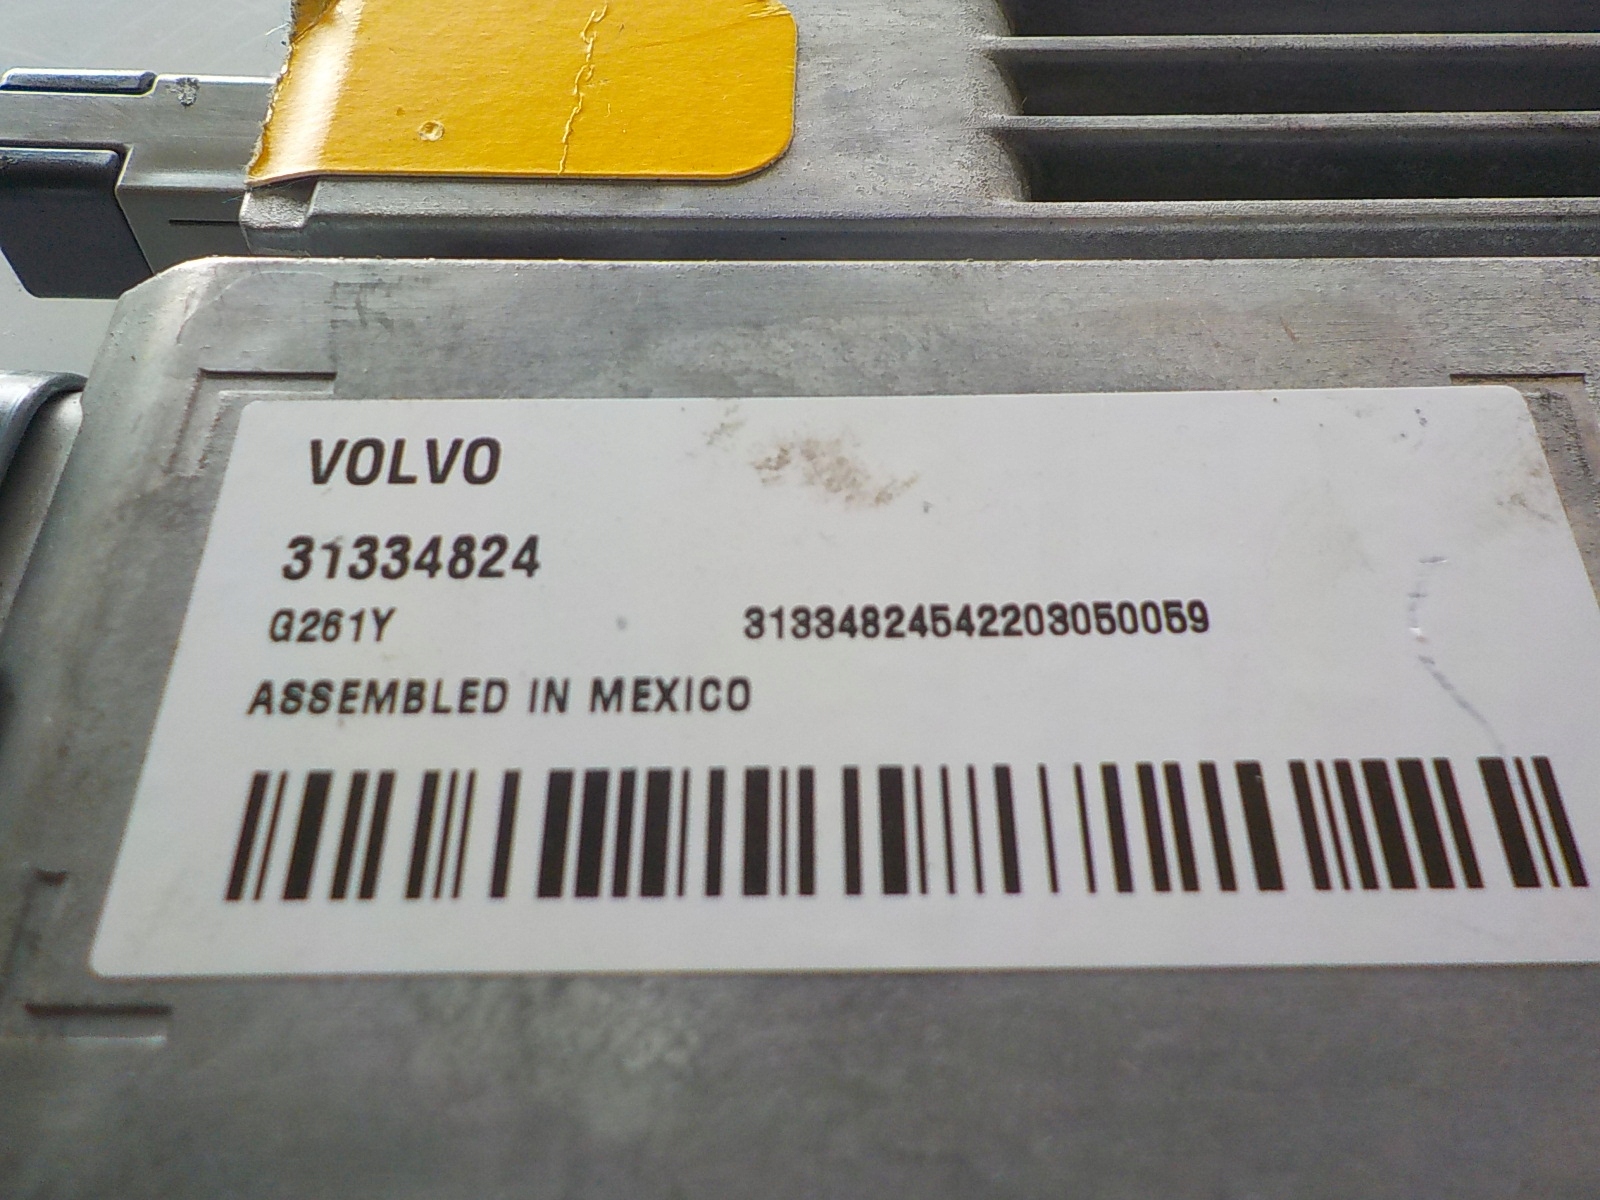 VOLVO
31334824
G261Y
31334824542203050059
ASSEMBLED IN MEXICO